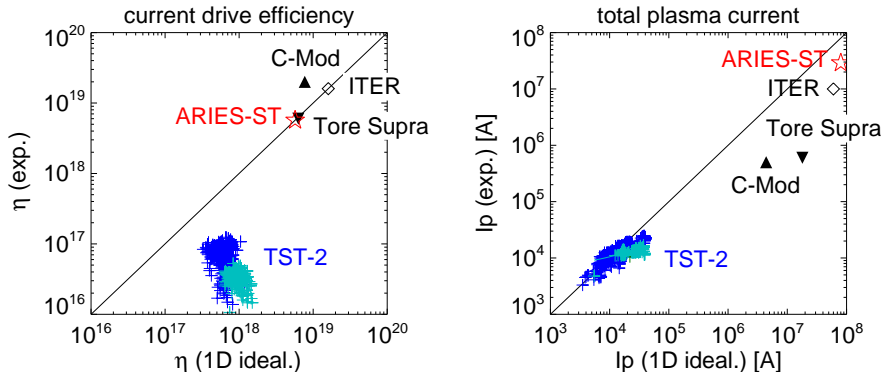 current drive efficiency
10^20
10^19
10^18
10^17
10^16
η (exp.)
C-Mod
ITER
ARIES-ST
Tore Supra
TST-2
10^16 10^17 10^18 10^19 10^20
η (1D ideal.)
total plasma current
10^8
10^7
10^6
10^5
10^4
10^3
Ip (exp.) [A]
ARIES-ST
ITER
Tore Supra
C-Mod
TST-2
10^3 10^4 10^5 10^6 10^7 10^8
Ip (1D ideal.) [A]